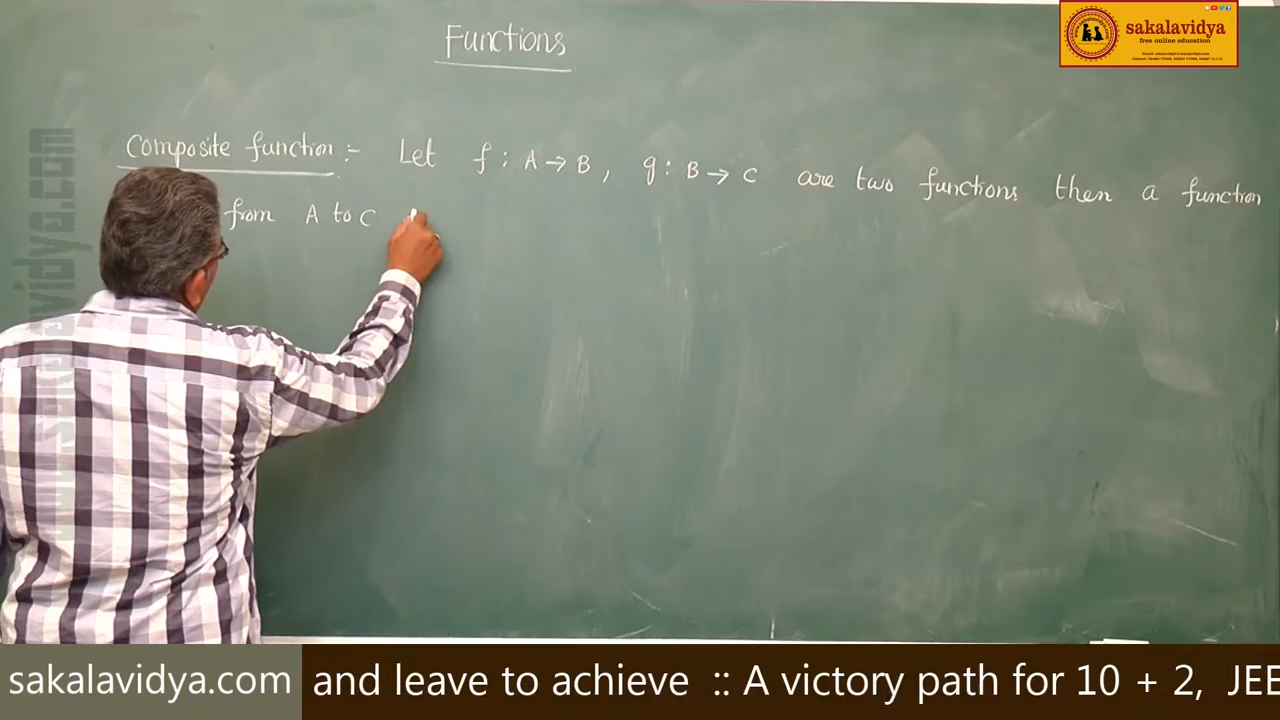 Functions
sakalavidya
free online education
Composite function :- Let f : A → B , g : B → C are two functions then a function
from A to C
sakalavidya.com and leave to achieve :: A victory path for 10 + 2, JEE